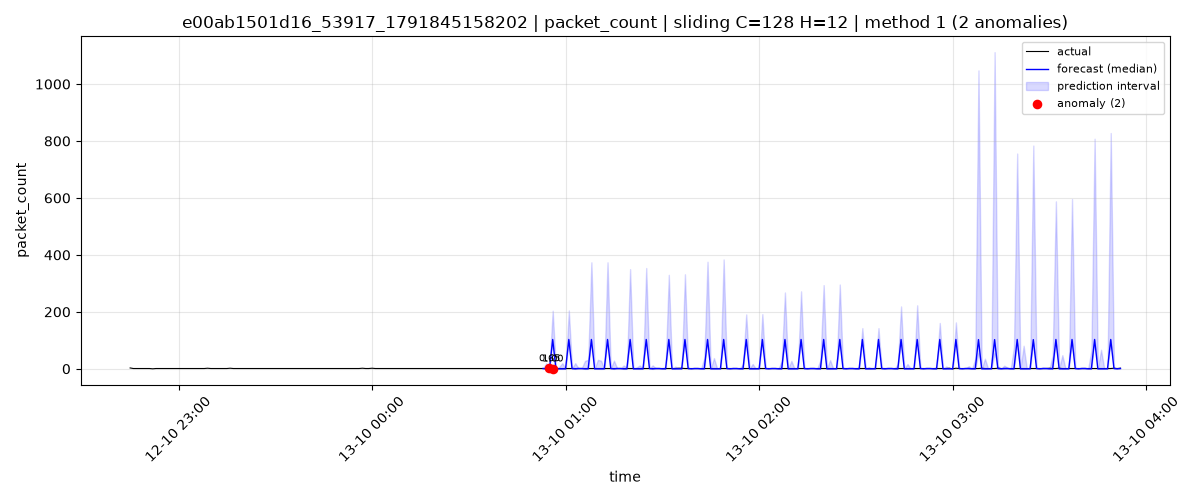 e00ab1501d16_53917_1791845158202 | packet_count | sliding C=128 H=12 | method 1 (2 anomalies)
actual
forecast (median)
prediction interval
anomaly (2)
packet_count
1000
800
600
400
200
0
12-10 23:00
13-10 00:00
13-10 01:00
13-10 02:00
13-10 03:00
13-10 04:00
time